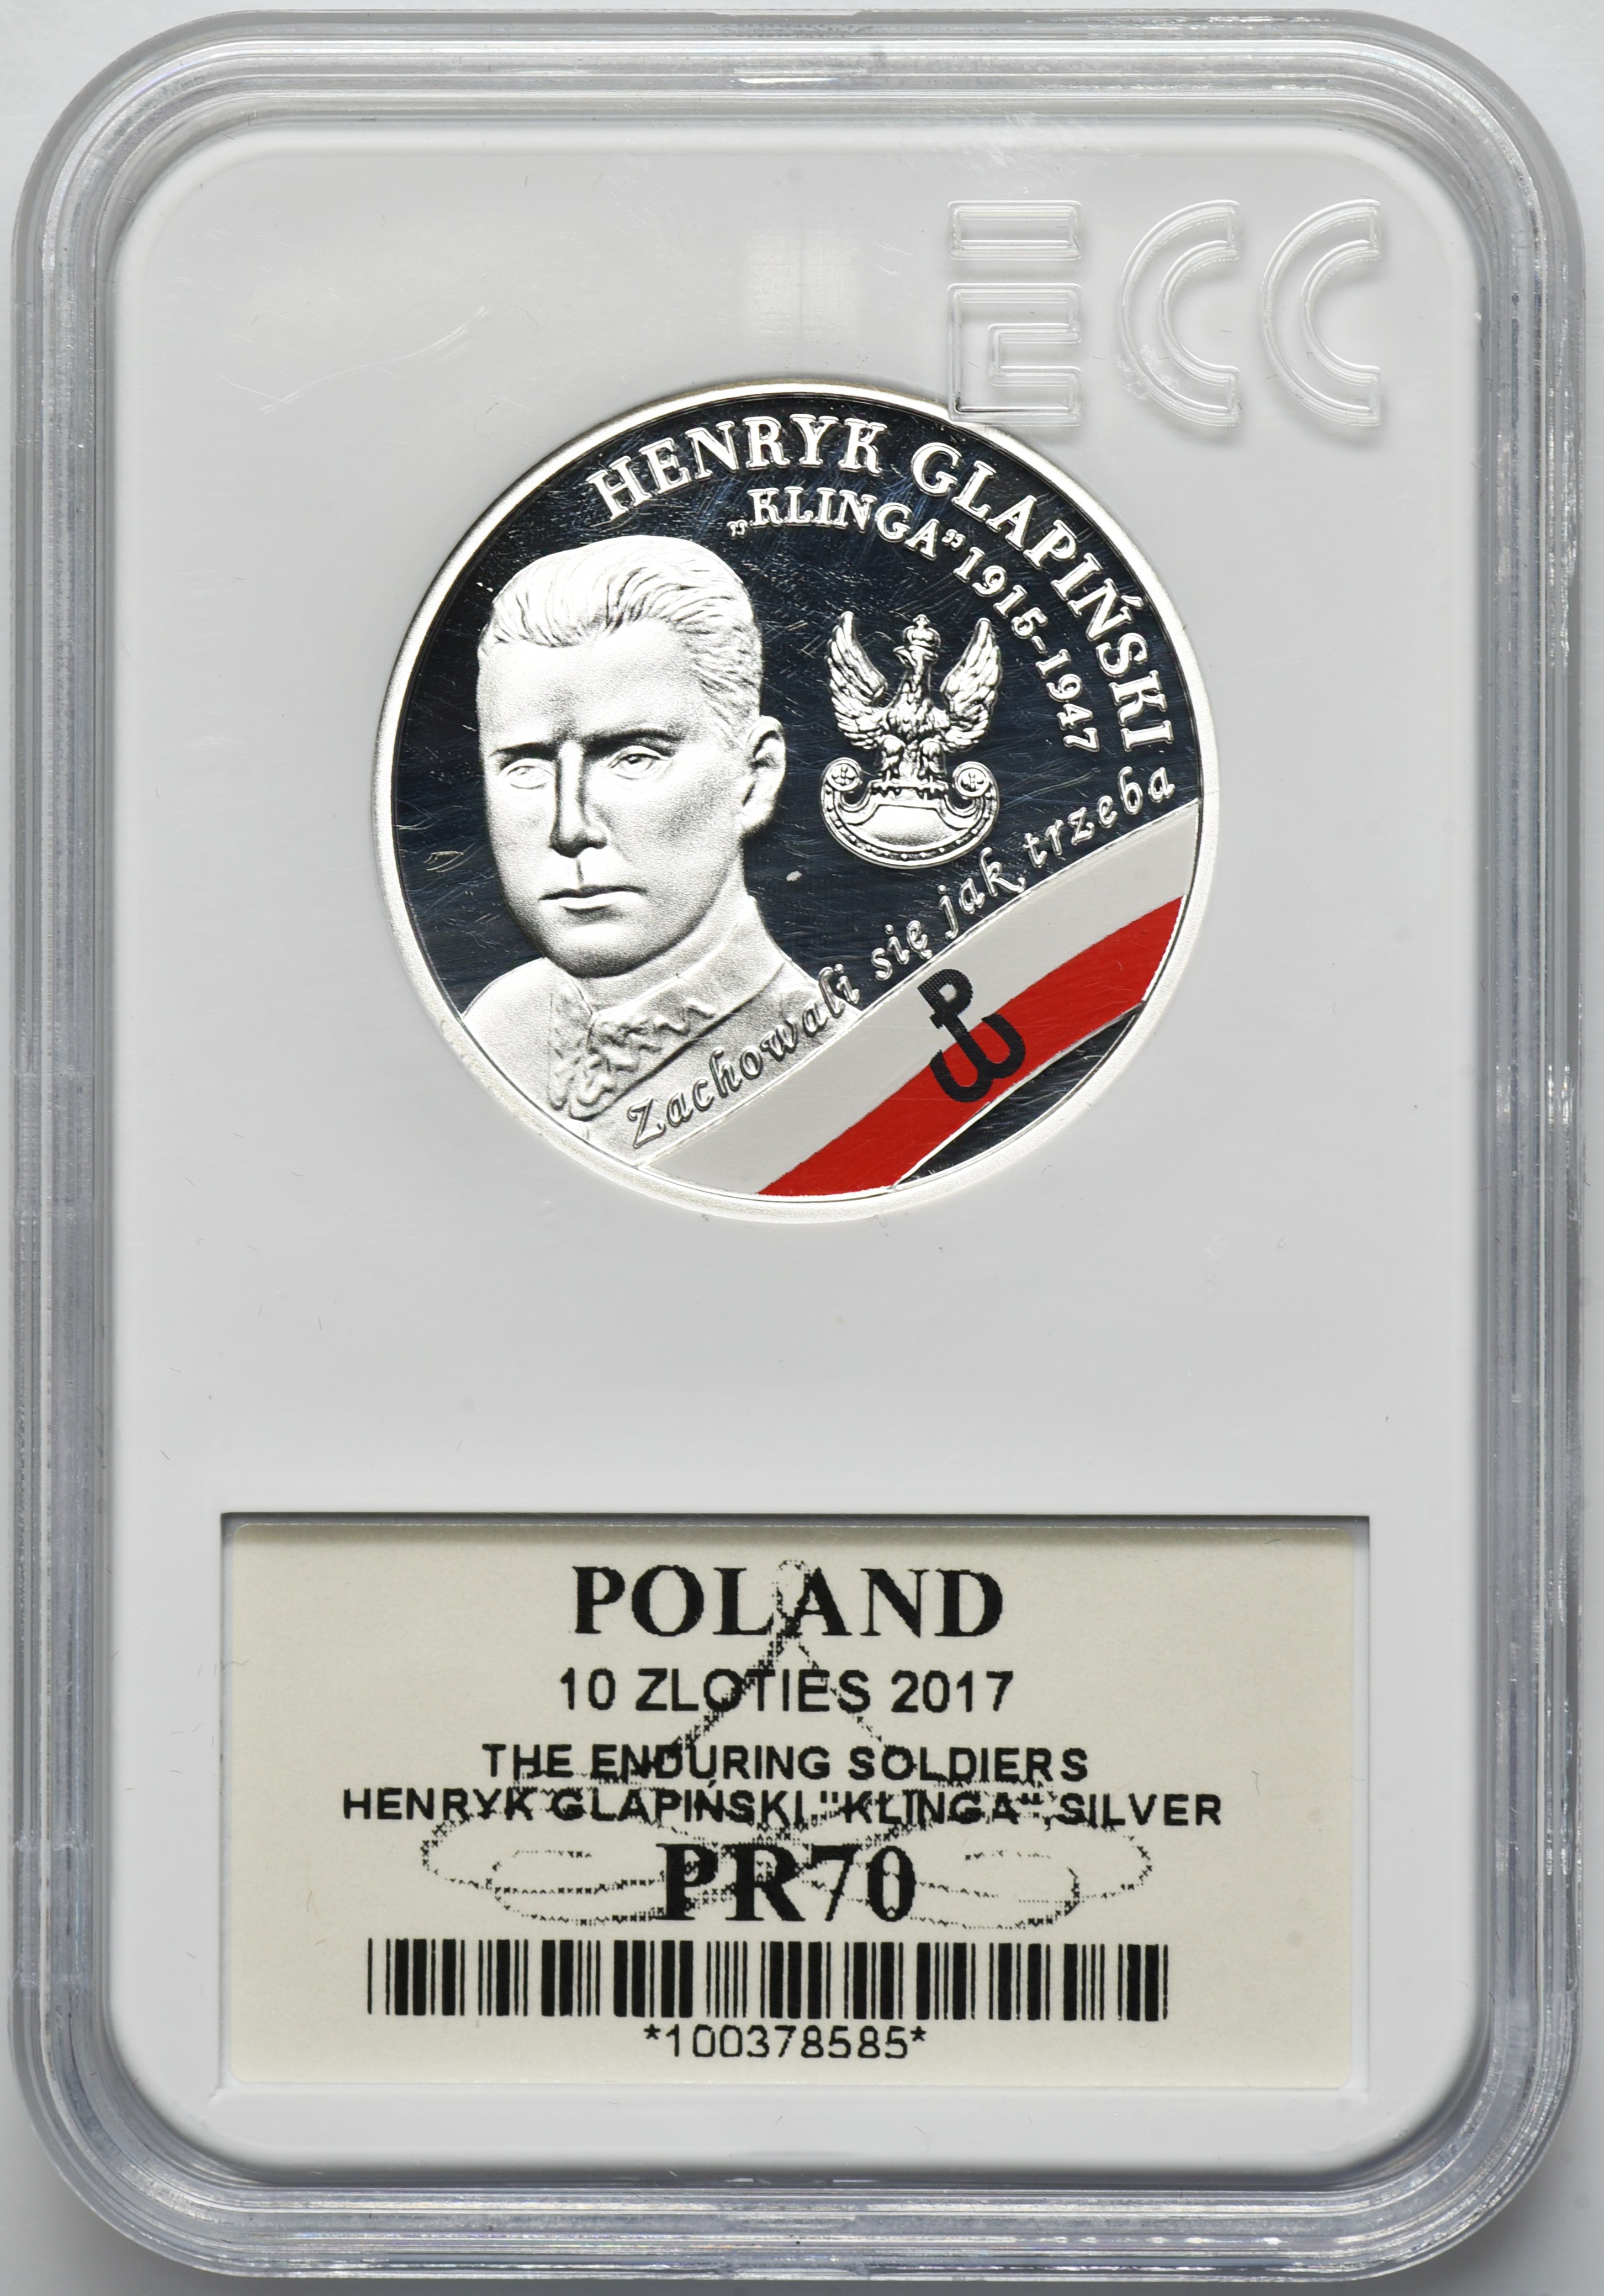 ECC
HENRYK GLAPIŃSKI
„KLINGA” 1915-1947
Zachowali się jak trzeba
POLAND
10 ZLOTIES 2017
THE ENDURING SOLDIERS
HENRYK GLAPIŃSKI "KLINGA", SILVER
PR70
*100378585*